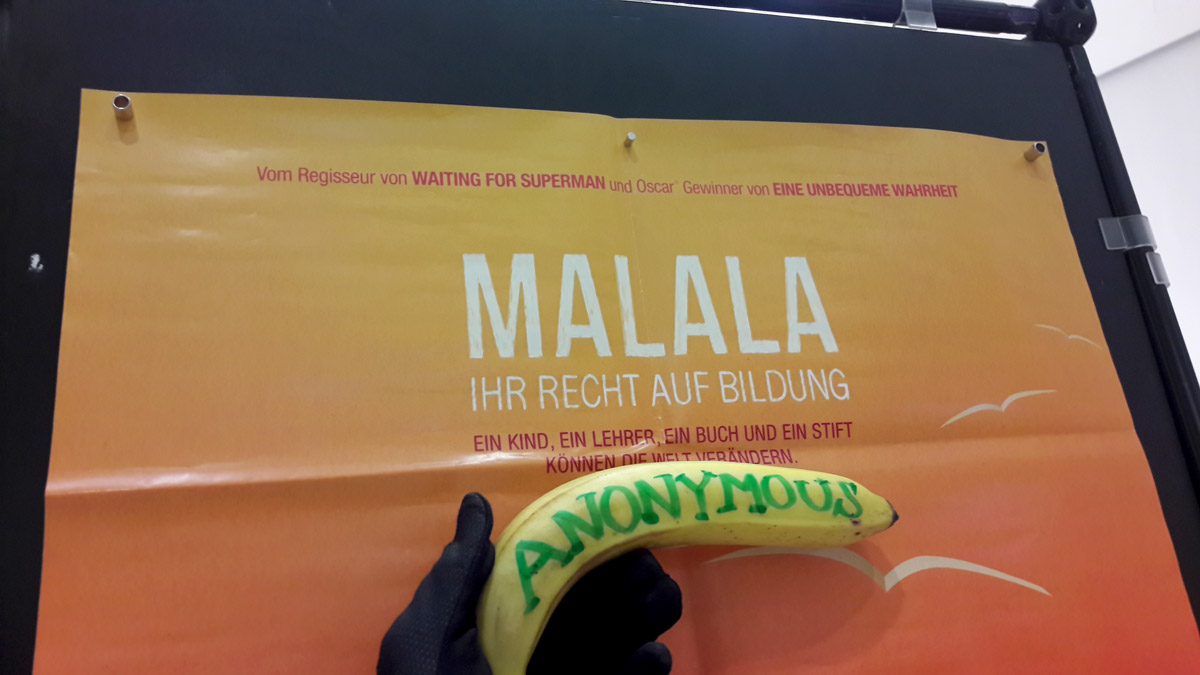 Vom Regisseur von WAITING FOR SUPERMAN und Oscar® Gewinner von EINE UNBEQUEME WAHRHEIT
MALALA
IHR RECHT AUF BILDUNG
EIN KIND, EIN LEHRER, EIN BUCH UND EIN STIFT
KÖNNEN DIE WELT VERÄNDERN.
ANONYMOUS